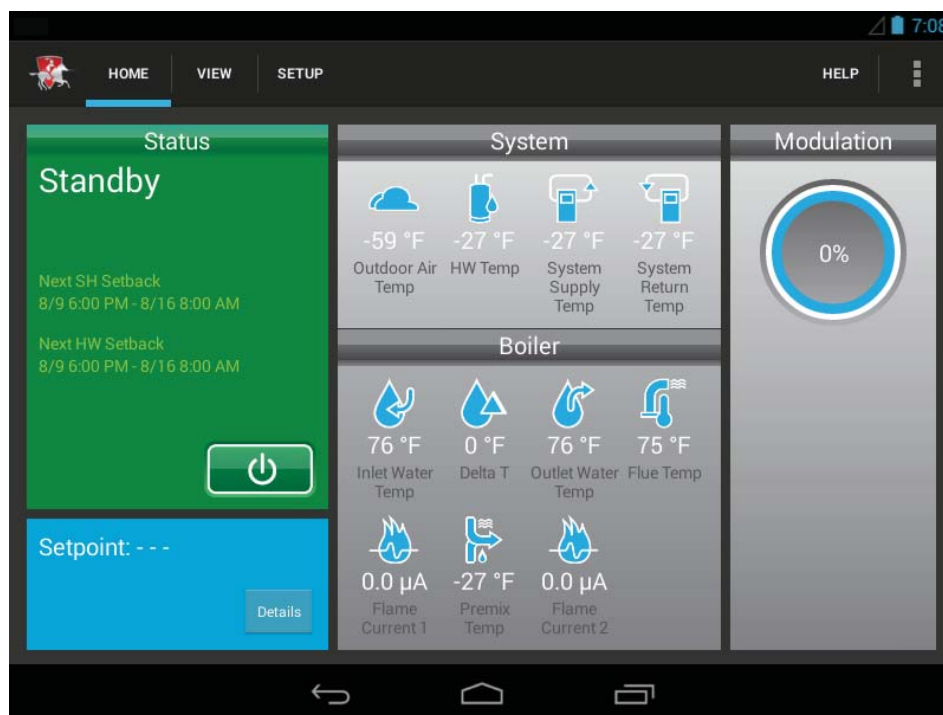 7:08
HOME VIEW SETUP HELP
Status
Standby
Next SH Setback
8/9 6:00 PM - 8/16 8:00 AM
Next HW Setback
8/9 6:00 PM - 8/16 8:00 AM
Setpoint: - - -
Details
System
-59 °F -27 °F -27 °F -27 °F
Outdoor Air HW Temp System System
Temp Supply Return
Temp Temp
Boiler
76 °F 0 °F 76 °F 75 °F
Inlet Water Delta T Outlet Water Flue Temp
Temp Temp
0.0 µA -27 °F 0.0 µA
Flame Premix Flame
Current 1 Temp Current 2
Modulation
0%